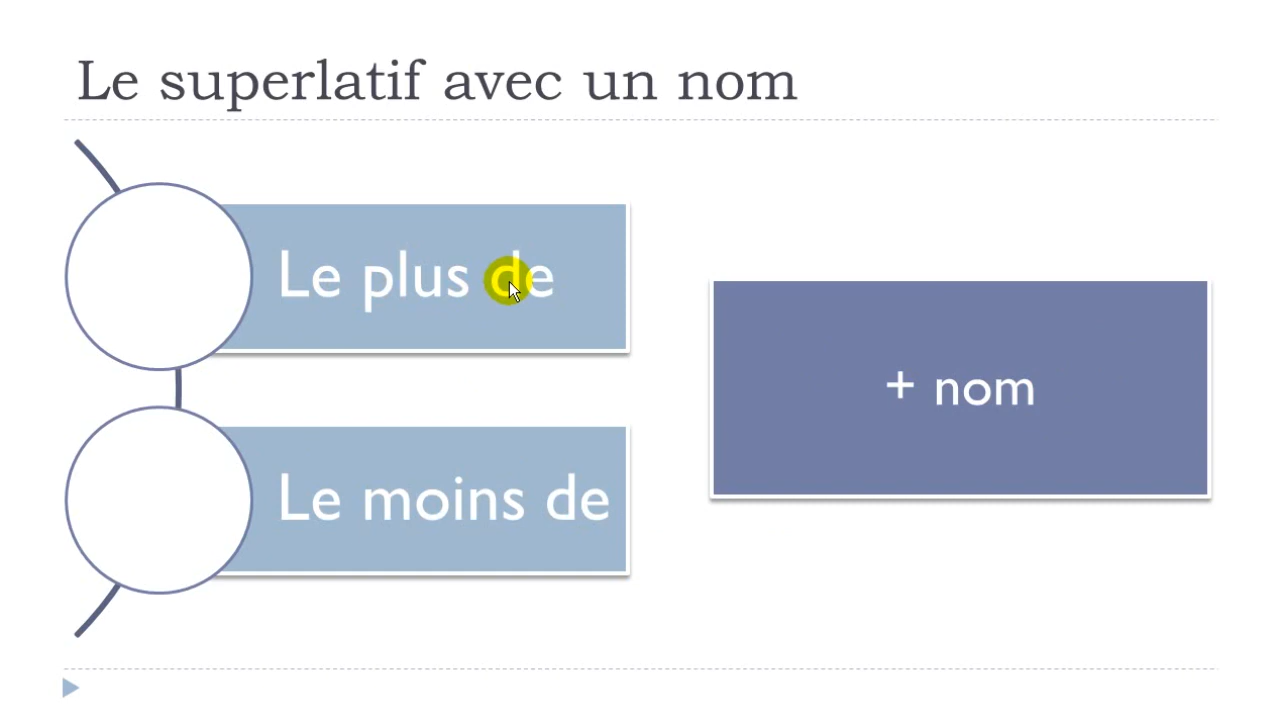 Le superlatif avec un nom
Le plus de
+ nom
Le moins de